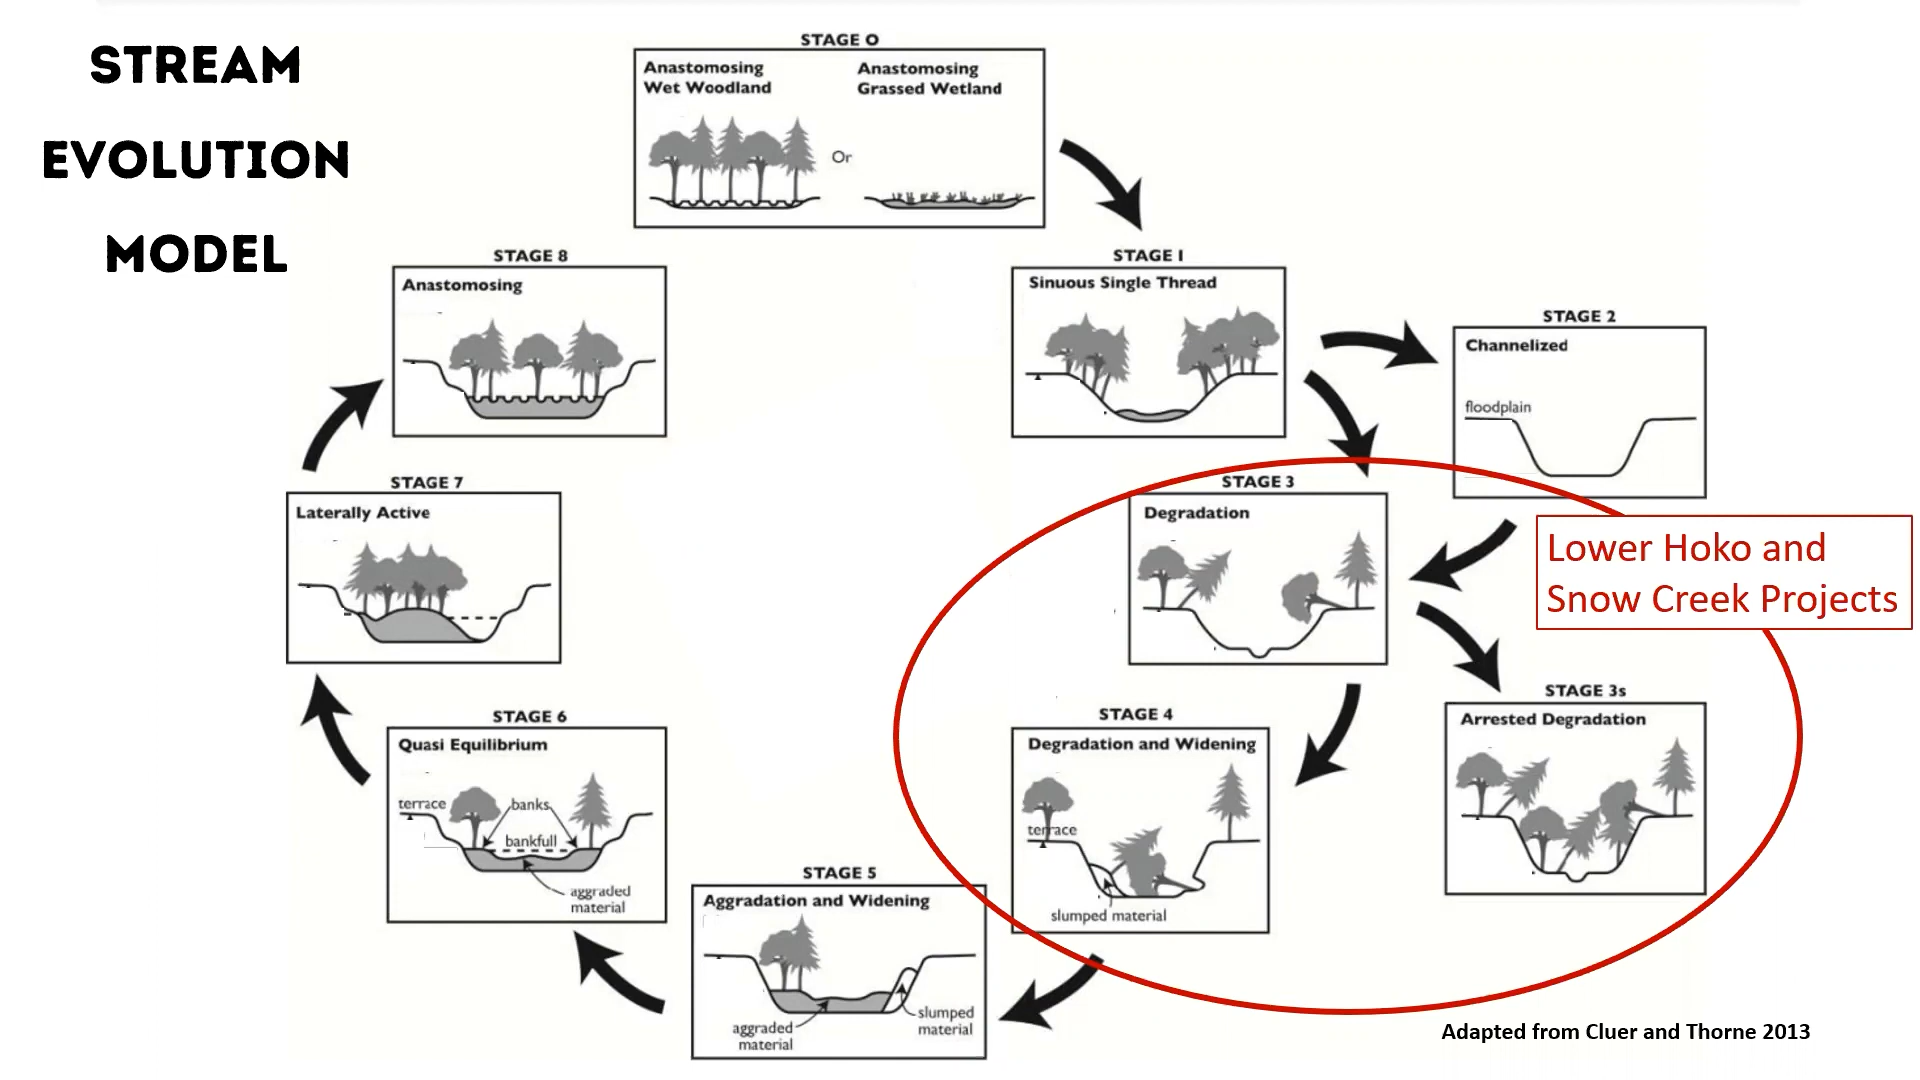 STREAM
EVOLUTION
MODEL
STAGE O
Anastomosing
Wet Woodland
Anastomosing
Grassed Wetland
Or
STAGE 8
Anastomosing
STAGE I
Sinuous Single Thread
STAGE 2
Channelized
floodplain
STAGE 7
Laterally Active
STAGE 3
Degradation
Lower Hoko and
Snow Creek Projects
STAGE 6
Quasi Equilibrium
terrace
banks
bankfull
aggraded
material
STAGE 4
Degradation and Widening
terrace
slumped material
STAGE 3s
Arrested Degradation
STAGE 5
Aggradation and Widening
aggraded
material
slumped
material
Adapted from Cluer and Thorne 2013